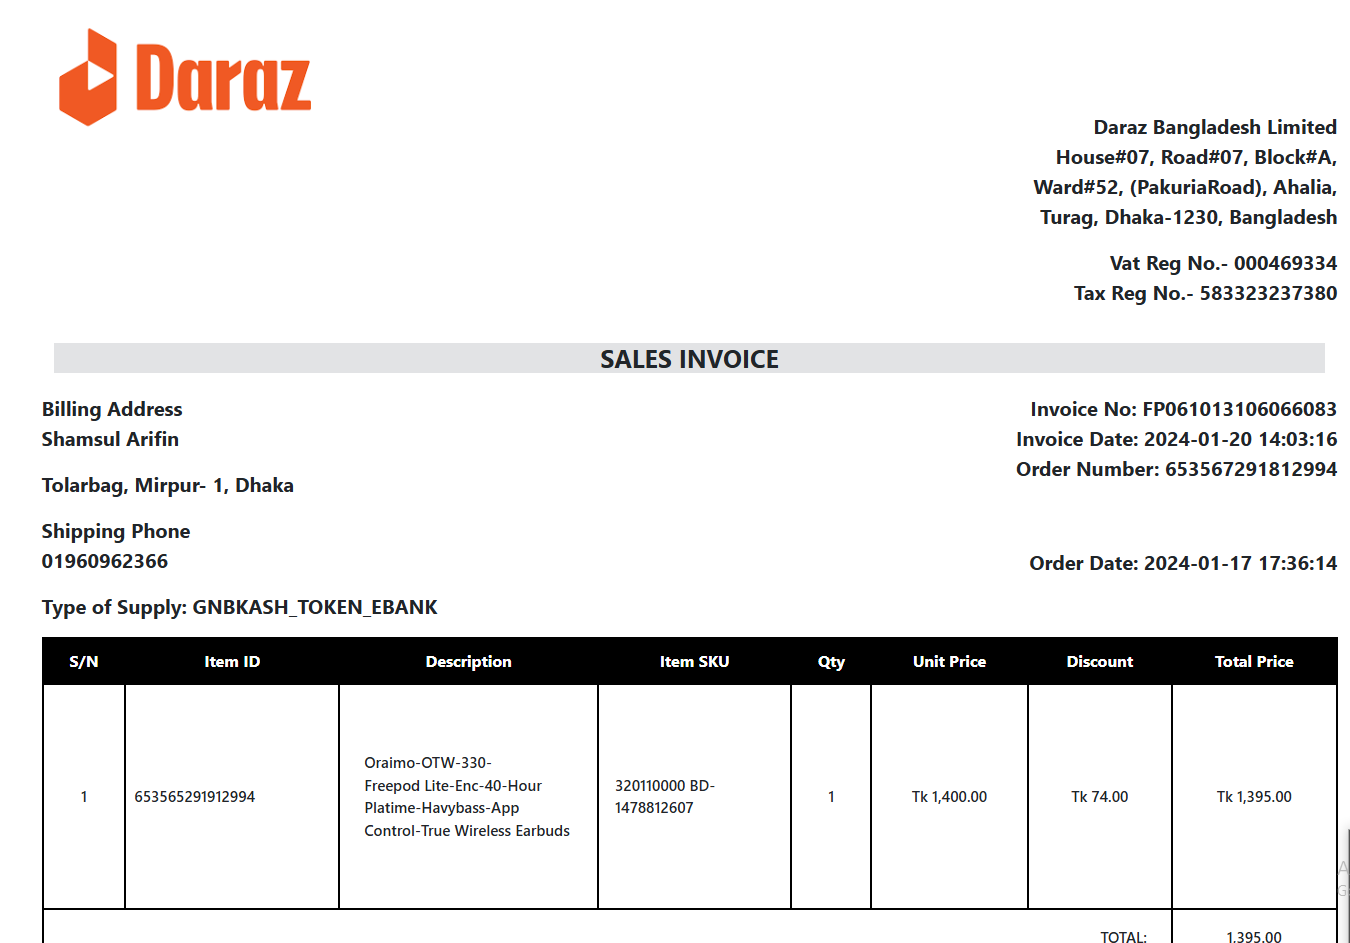 Daraz
Daraz Bangladesh Limited
House#07, Road#07, Block#A,
Ward#52, (PakuriaRoad), Ahalia,
Turag, Dhaka-1230, Bangladesh
Vat Reg No.- 000469334
Tax Reg No.- 583323237380
SALES INVOICE
Billing Address
Shamsul Arifin
Tolarbag, Mirpur- 1, Dhaka
Shipping Phone
01960962366
Type of Supply: GNBKASH_TOKEN_EBANK
Invoice No: FP061013106066083
Invoice Date: 2024-01-20 14:03:16
Order Number: 653567291812994
Order Date: 2024-01-17 17:36:14
S/N Item ID Description Item SKU Qty Unit Price Discount Total Price
1 653565291912994
Oraimo-OTW-330-
Freepod Lite-Enc-40-Hour
Platime-Havybass-App
Control-True Wireless Earbuds
320110000 BD-
1478812607
1 Tk 1,400.00 Tk 74.00 Tk 1,395.00
TOTAL: 1,395.00